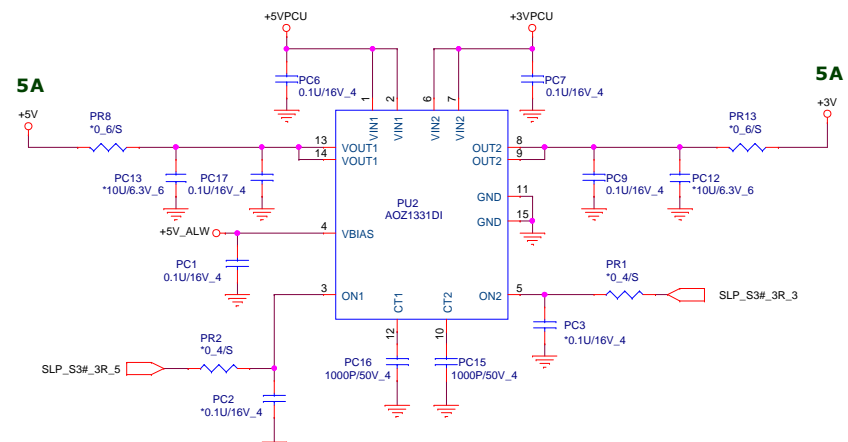 +5VPCU
+3VPCU
5A
5A
PC6
0.1U/16V_4
PC7
0.1U/16V_4
+5V
+3V
PR8
*0_6/S
PR13
*0_6/S
1
2
6
7
VIN1
VIN1
VIN2
VIN2
13
VOUT1
OUT2
8
14
VOUT1
OUT2
9
PC13
*10U/6.3V_6
PC17
0.1U/16V_4
PC9
0.1U/16V_4
PC12
*10U/6.3V_6
PU2
AOZ1331DI
GND
11
GND
15
+5V_ALW
4
VBIAS
PC1
0.1U/16V_4
3
ON1
CT1
CT2
ON2
5
PR1
*0_4/S
SLP_S3#_3R_3
12
10
PC3
*0.1U/16V_4
PR2
*0_4/S
SLP_S3#_3R_5
PC16
1000P/50V_4
PC15
1000P/50V_4
PC2
*0.1U/16V_4